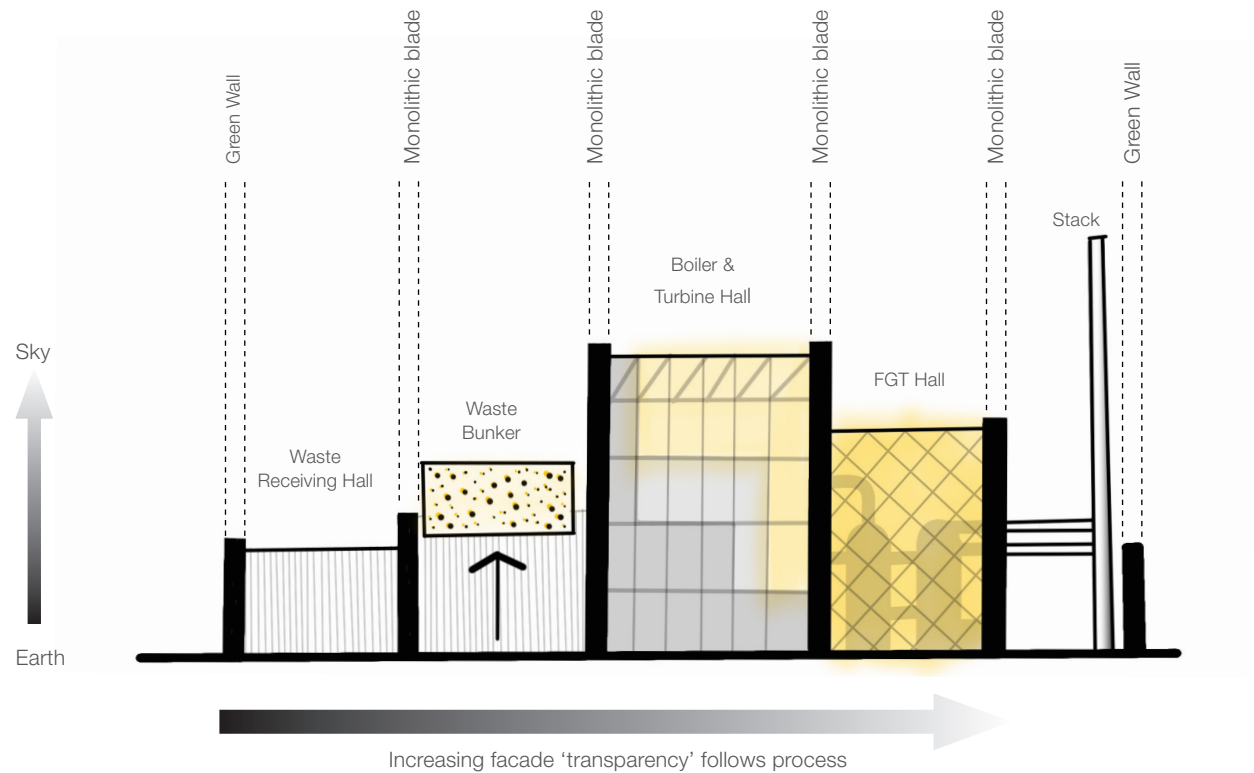 Green Wall
Monolithic blade
Monolithic blade
Monolithic blade
Monolithic blade
Green Wall
Stack
Boiler &
Turbine Hall
Sky
FGT Hall
Waste
Bunker
Waste
Receiving Hall
Earth
Increasing facade ‘transparency’ follows process